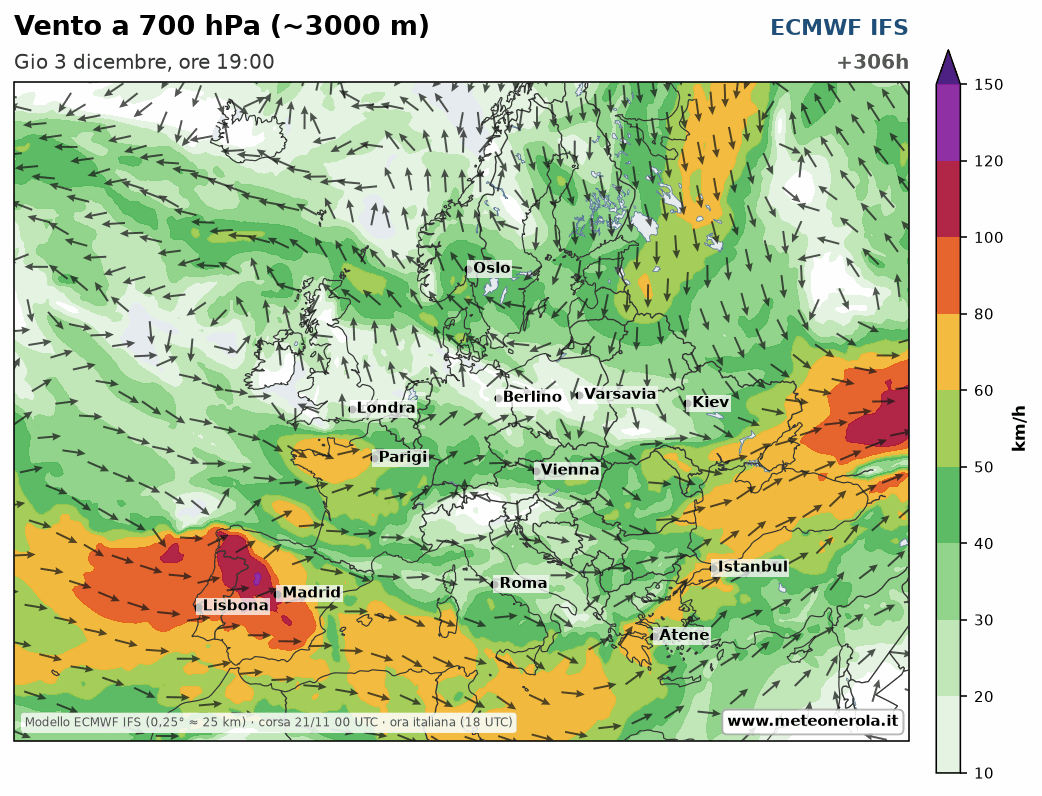 Vento a 700 hPa (~3000 m)
ECMWF IFS
Gio 3 dicembre, ore 19:00
+306h
150
120
100
80
60
50
40
30
20
10
km/h
Oslo
Berlino
Varsavia
Kiev
Londra
Parigi
Vienna
Istanbul
Roma
Madrid
Lisbona
Atene
Modello ECMWF IFS (0,25° ≈ 25 km) · corsa 21/11 00 UTC · ora italiana (18 UTC)
www.meteonerola.it